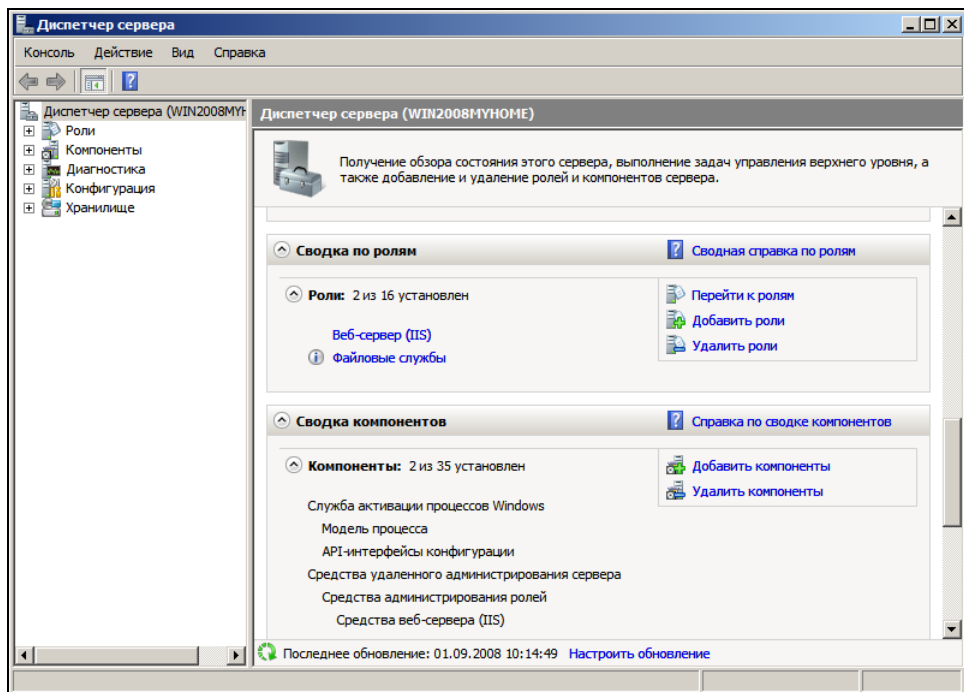 Диспетчер сервера
Консоль Действие Вид Справка
Диспетчер сервера (WIN2008MYH
Роли
Компоненты
Диагностика
Конфигурация
Хранилище
Диспетчер сервера (WIN2008MYHOME)
Получение обзора состояния этого сервера, выполнение задач управления верхнего уровня, а
также добавление и удаление ролей и компонентов сервера.
Сводка по ролям
Сводная справка по ролям
Роли: 2 из 16 установлен
Веб-сервер (IIS)
Файловые службы
Перейти к ролям
Добавить роли
Удалить роли
Сводка компонентов
Справка по сводке компонентов
Компоненты: 2 из 35 установлен
Служба активации процессов Windows
Модель процесса
API-интерфейсы конфигурации
Средства удаленного администрирования сервера
Средства администрирования ролей
Средства веб-сервера (IIS)
Добавить компоненты
Удалить компоненты
Последнее обновление: 01.09.2008 10:14:49 Настроить обновление